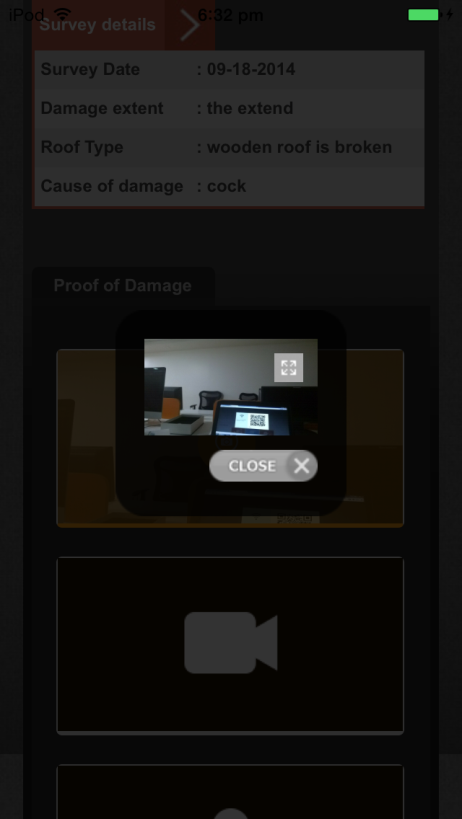 iPod 6:32 pm
Survey details
Survey Date : 09-18-2014
Damage extent : the extend
Roof Type : wooden roof is broken
Cause of damage : cock
Proof of Damage
CLOSE